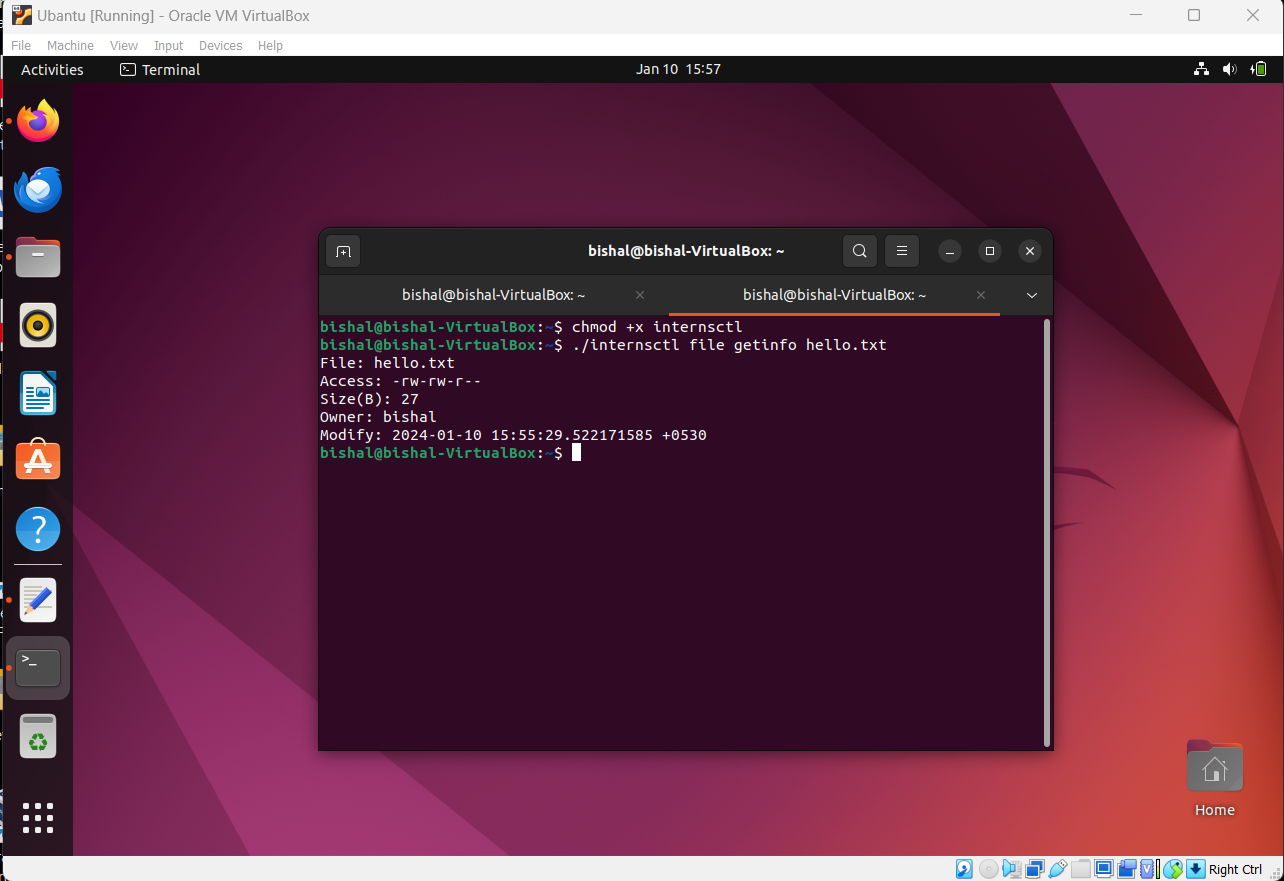 Ubantu [Running] - Oracle VM VirtualBox
File Machine View Input Devices Help
Activities Terminal Jan 10 15:57
bishal@bishal-VirtualBox: ~
bishal@bishal-VirtualBox: ~ bishal@bishal-VirtualBox: ~
bishal@bishal-VirtualBox:~$ chmod +x internsctl
bishal@bishal-VirtualBox:~$ ./internsctl file getinfo hello.txt
File: hello.txt
Access: -rw-rw-r--
Size(B): 27
Owner: bishal
Modify: 2024-01-10 15:55:29.522171585 +0530
bishal@bishal-VirtualBox:~$
Home
Right Ctrl